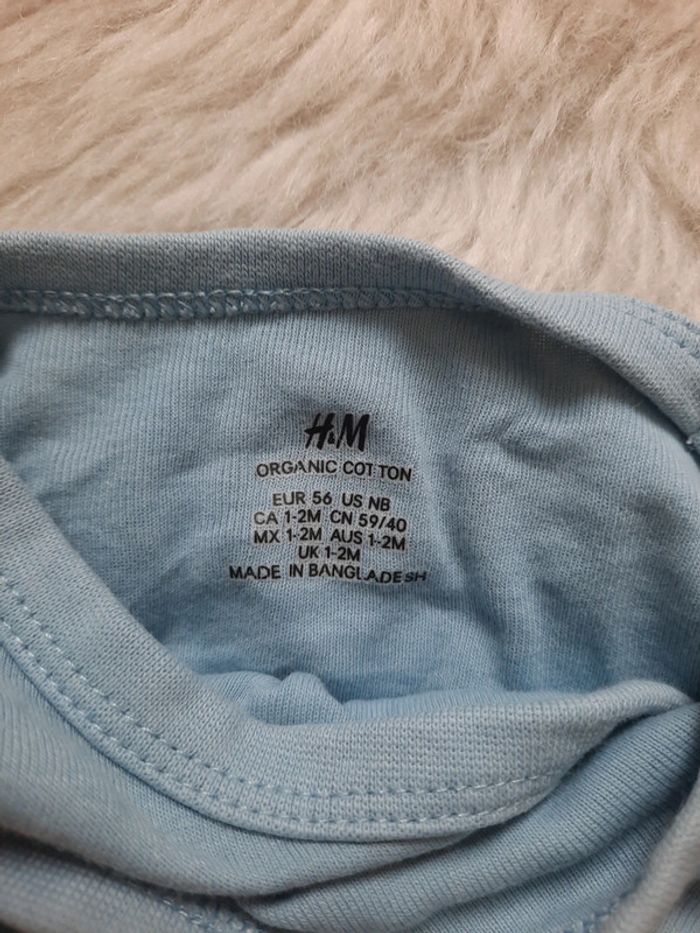 H&M
ORGANIC COTTON
EUR 56 US NB
CA 1-2M CN 59/40
MX 1-2M AUS 1-2M
UK 1-2M
MADE IN BANGLADESH